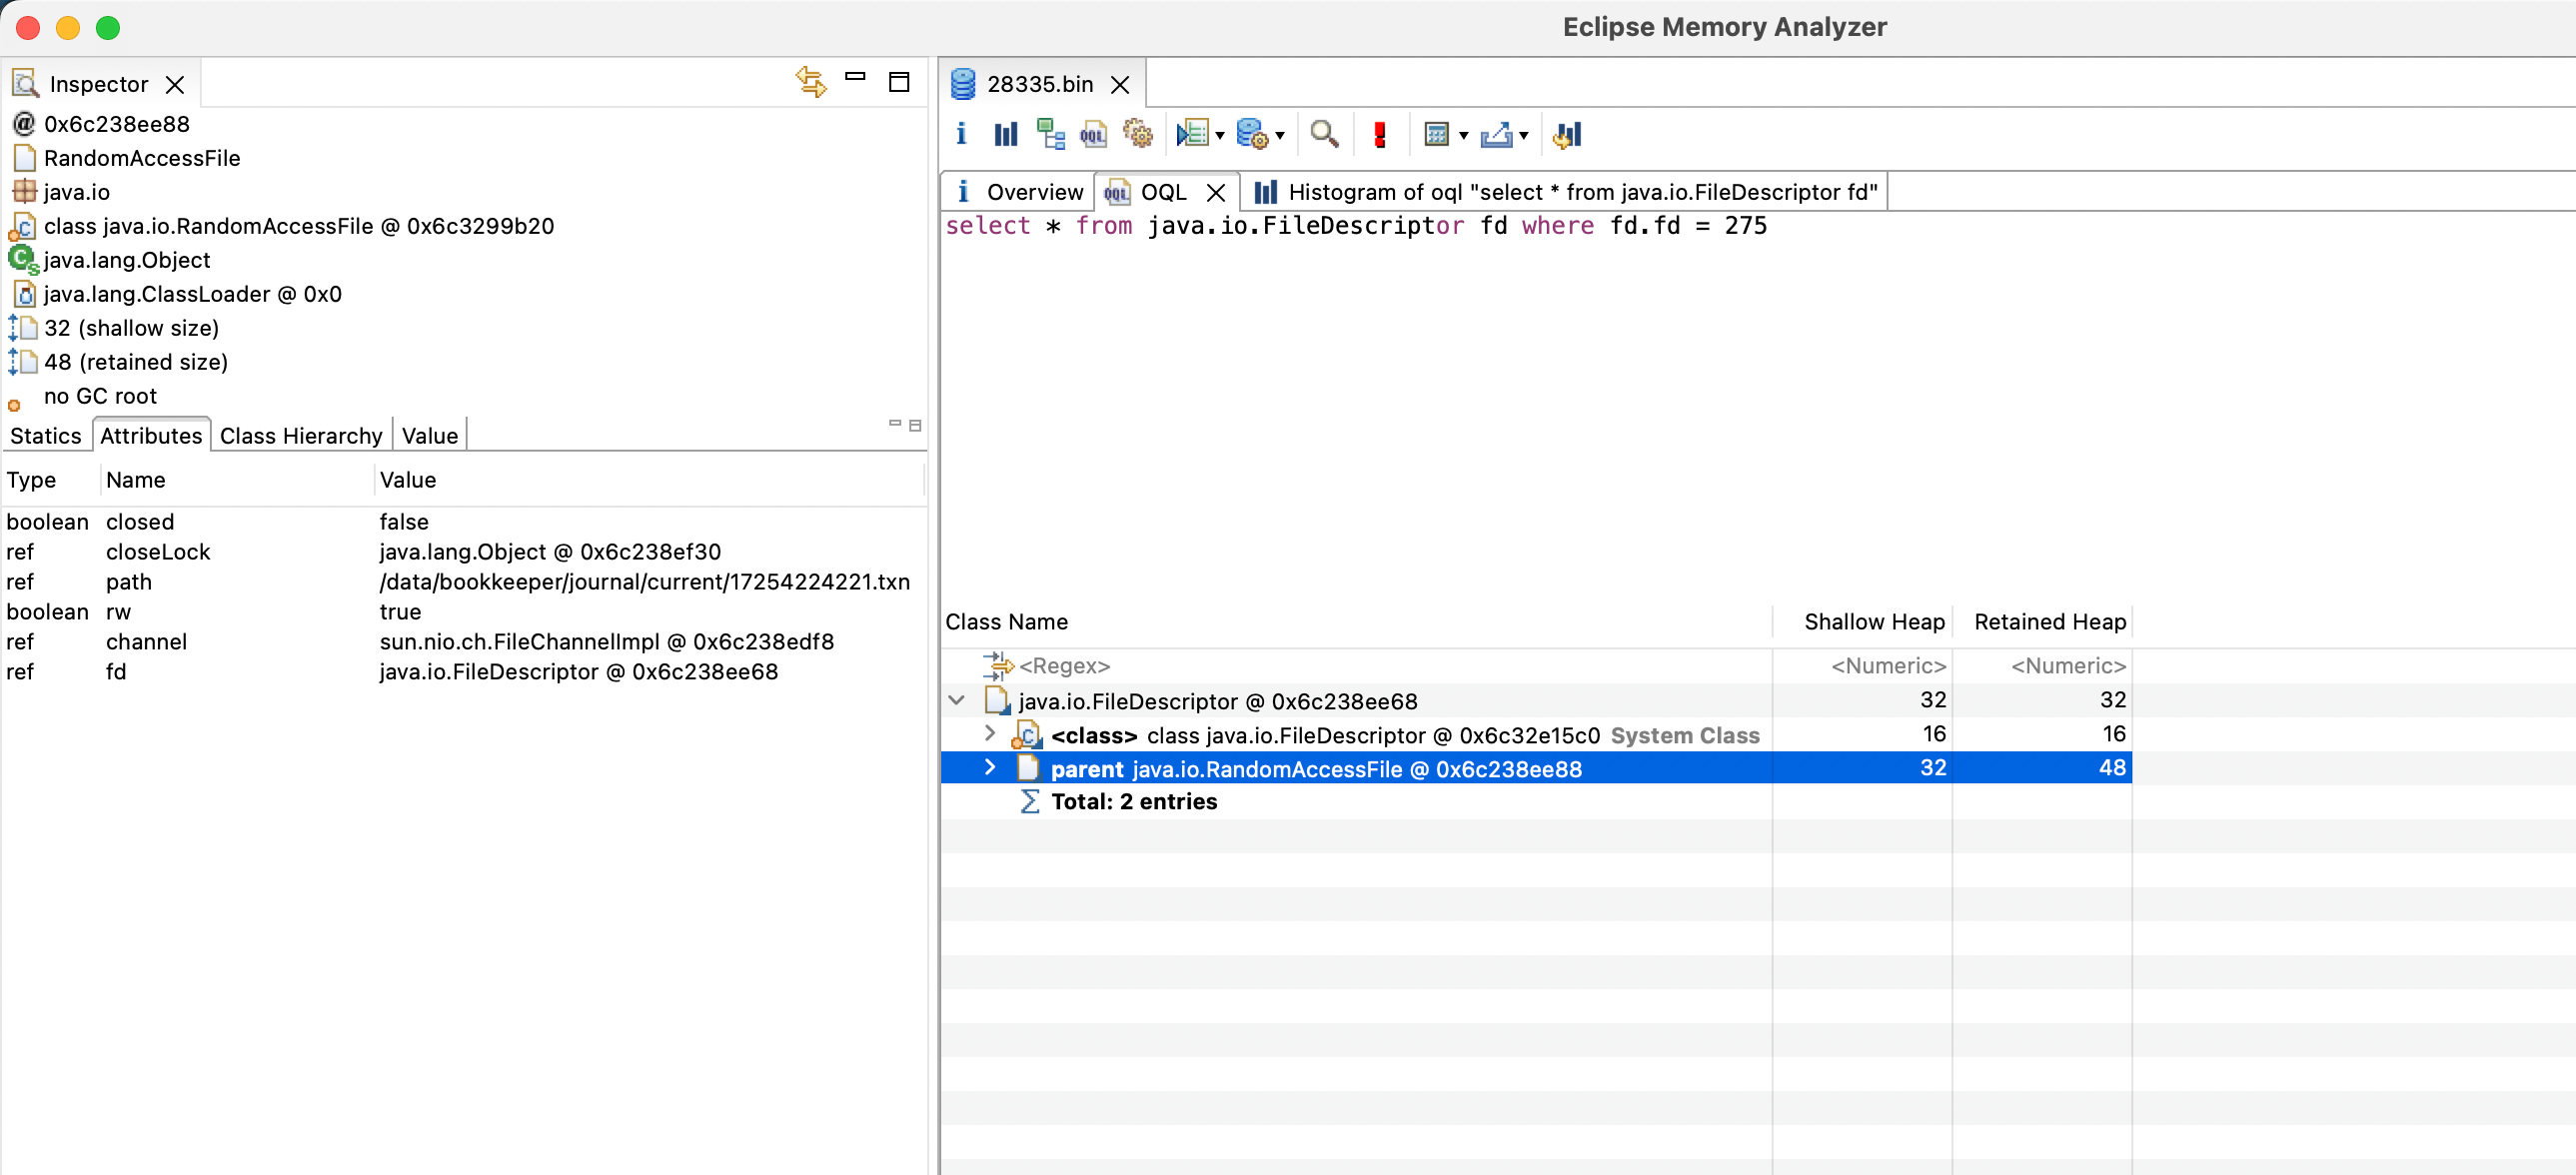 Eclipse Memory Analyzer
Inspector
0x6c238ee88
RandomAccessFile
java.io
class java.io.RandomAccessFile @ 0x6c3299b20
java.lang.Object
java.lang.ClassLoader @ 0x0
32 (shallow size)
48 (retained size)
no GC root
Statics Attributes Class Hierarchy Value
Type Name Value
boolean closed false
ref closeLock java.lang.Object @ 0x6c238ef30
ref path /data/bookkeeper/journal/current/17254224221.txn
boolean rw true
ref channel sun.nio.ch.FileChannelImpl @ 0x6c238edf8
ref fd java.io.FileDescriptor @ 0x6c238ee68
28335.bin
OQL
Overview OQL Histogram of oql "select * from java.io.FileDescriptor fd"
select * from java.io.FileDescriptor fd where fd.fd = 275
Class Name Shallow Heap Retained Heap
<Regex> <Numeric> <Numeric>
java.io.FileDescriptor @ 0x6c238ee68 32 32
<class> class java.io.FileDescriptor @ 0x6c32e15c0 System Class 16 16
parent java.io.RandomAccessFile @ 0x6c238ee88 32 48
Total: 2 entries